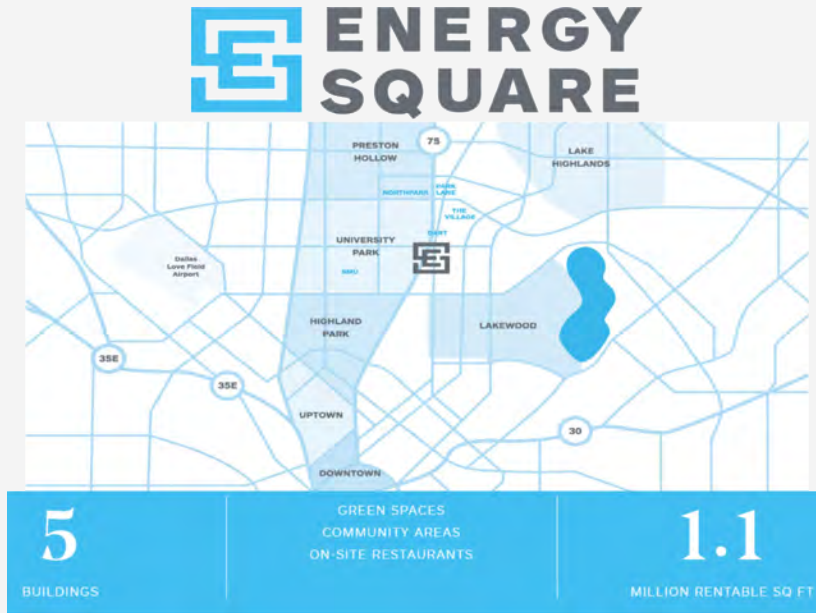 ENERGY
SQUARE
PRESTON
HOLLOW
75
LAKE
HIGHLANDS
NORTHPARK
PARK
LANE
THE
VILLAGE
DART
UNIVERSITY
PARK
SMU
Dallas
Love Field
Airport
HIGHLAND
PARK
LAKEWOOD
35E
35E
UPTOWN
30
DOWNTOWN
5
BUILDINGS
GREEN SPACES
COMMUNITY AREAS
ON-SITE RESTAURANTS
1.1
MILLION RENTABLE SQ FT